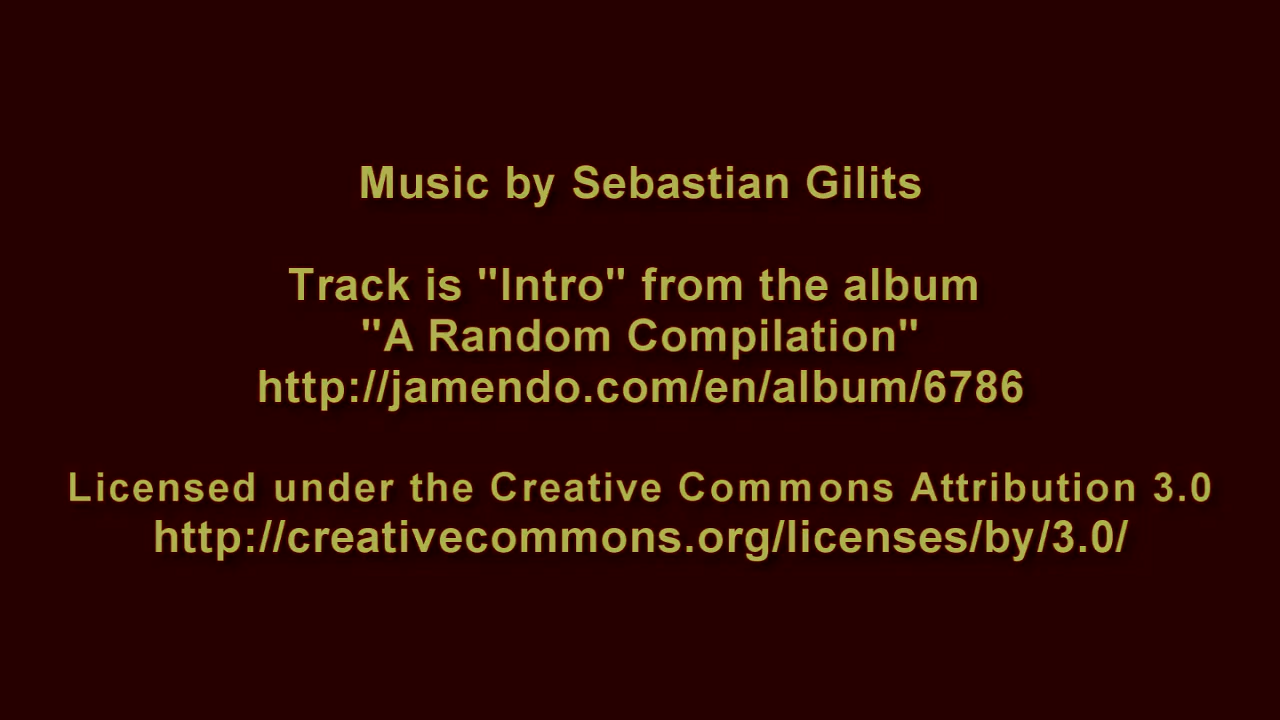 Music by Sebastian Gilits
Track is "Intro" from the album
"A Random Compilation"
http://jamendo.com/en/album/6786
Licensed under the Creative Commons Attribution 3.0
http://creativecommons.org/licenses/by/3.0/